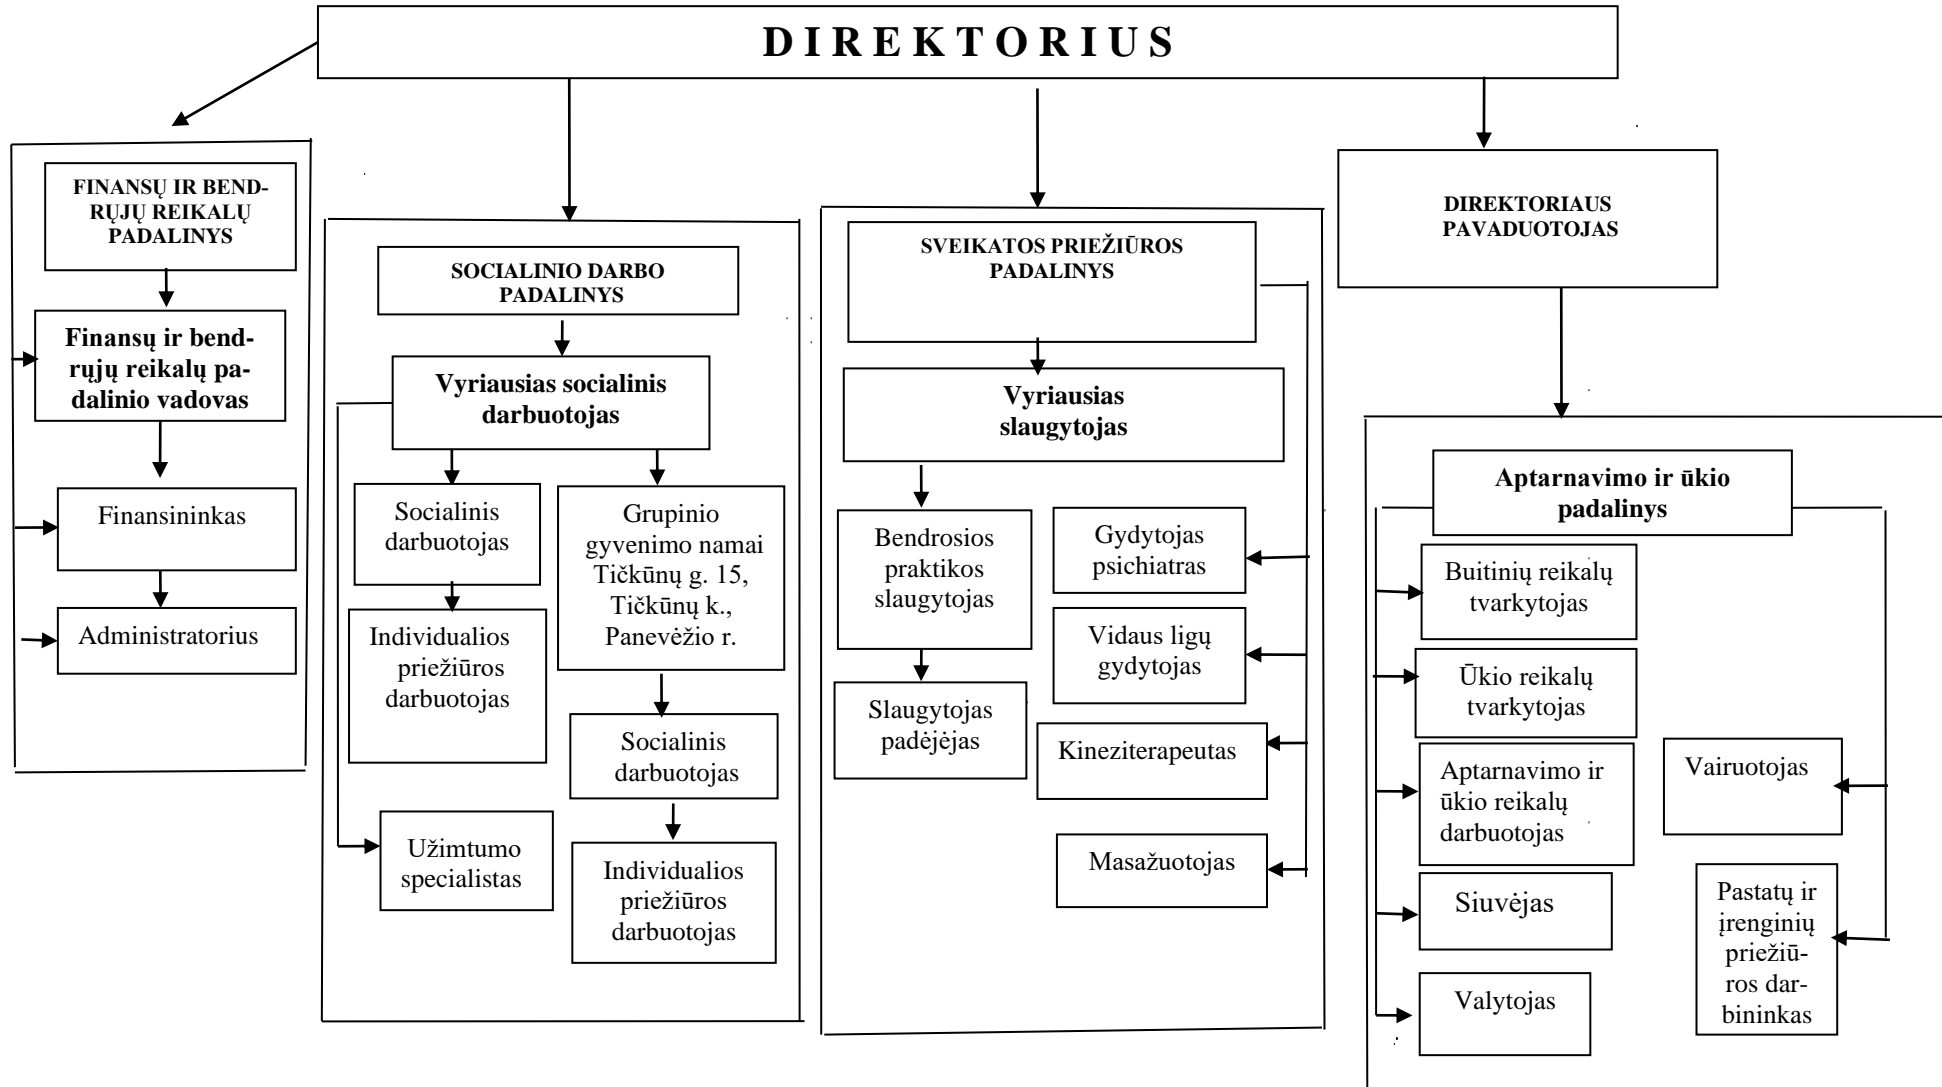 DIREKTORIUS
FINANSŲ IR BEND-
RŲJŲ REIKALŲ
PADALINYS
Finansų ir bend-
rųjų reikalų pa-
dalinio vadovas
Finansininkas
Administratorius
SOCIALINIO DARBO
PADALINYS
Vyriausias socialinis
darbuotojas
Socialinis
darbuotojas
Individualios
priežiūros
darbuotojas
Užimtumo
specialistas
Grupinio
gyvenimo namai
Tičkūnų g. 15,
Tičkūnų k.,
Panevėžio r.
Socialinis
darbuotojas
Individualios
priežiūros
darbuotojas
SVEIKATOS PRIEŽIŪROS
PADALINYS
Vyriausias
slaugytojas
Bendrosios
praktikos
slaugytojas
Slaugytojas
padėjėjas
Gydytojas
psichiatras
Vidaus ligų
gydytojas
Kineziterapeutas
Masažuotojas
DIREKTORIAUS
PAVADUOTOJAS
Aptarnavimo ir ūkio
padalinys
Buitinių reikalų
tvarkytojas
Ūkio reikalų
tvarkytojas
Aptarnavimo ir
ūkio reikalų
darbuotojas
Siuvėjas
Valytojas
Vairuotojas
Pastatų ir
įrenginių
priežiū-
ros dar-
bininkas